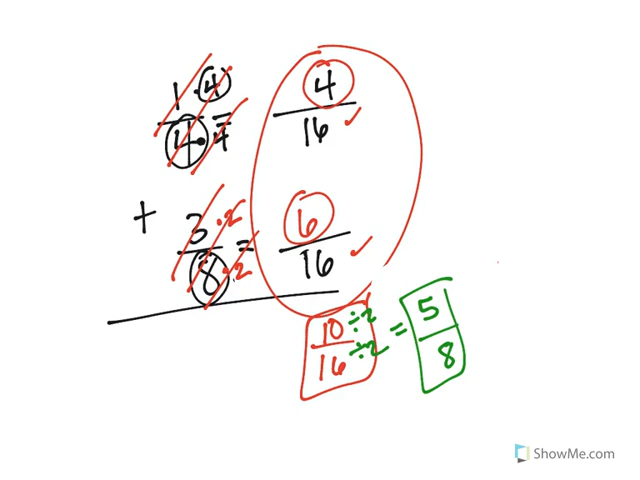 1 · 4 / 4 · 4 = 4 / 16 ✓
+ 3 · 2 / 8 · 2 = 6 / 16 ✓
10 ÷2 / 16 ÷2 = 5 / 8
ShowMe.com